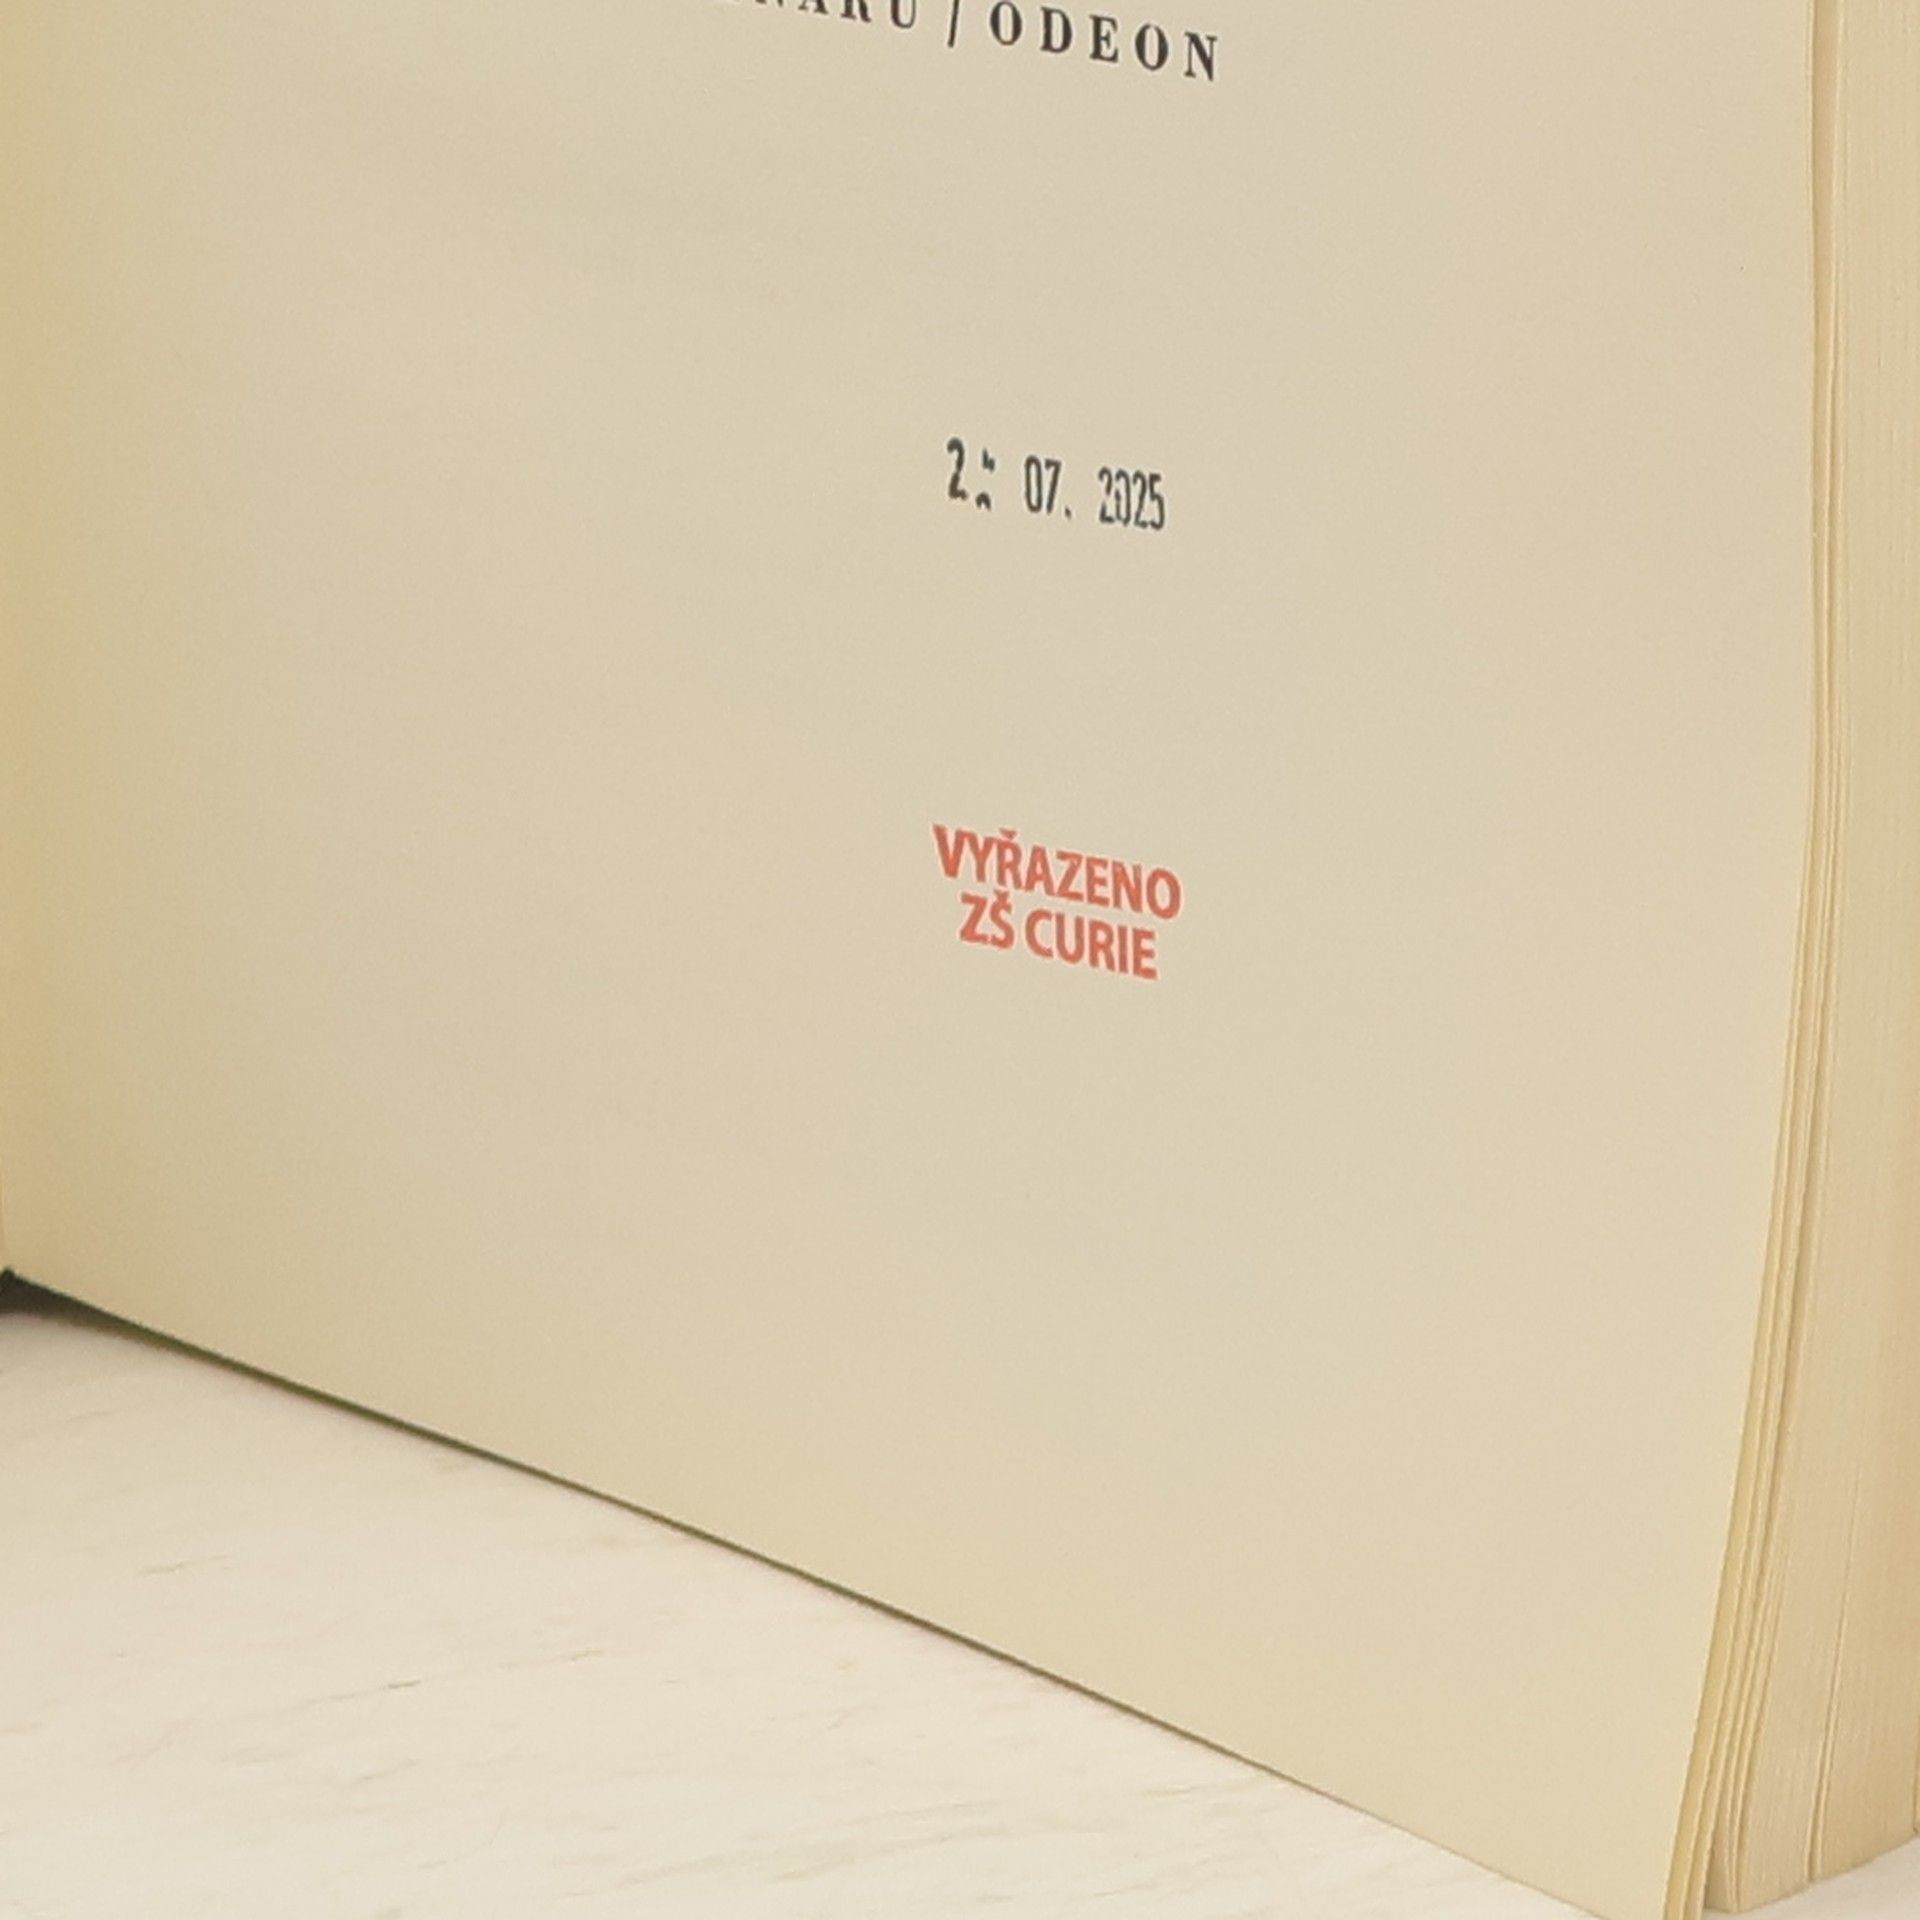 / ODEON
07. 2025
VYŘAZENO
ZŠ CURIE